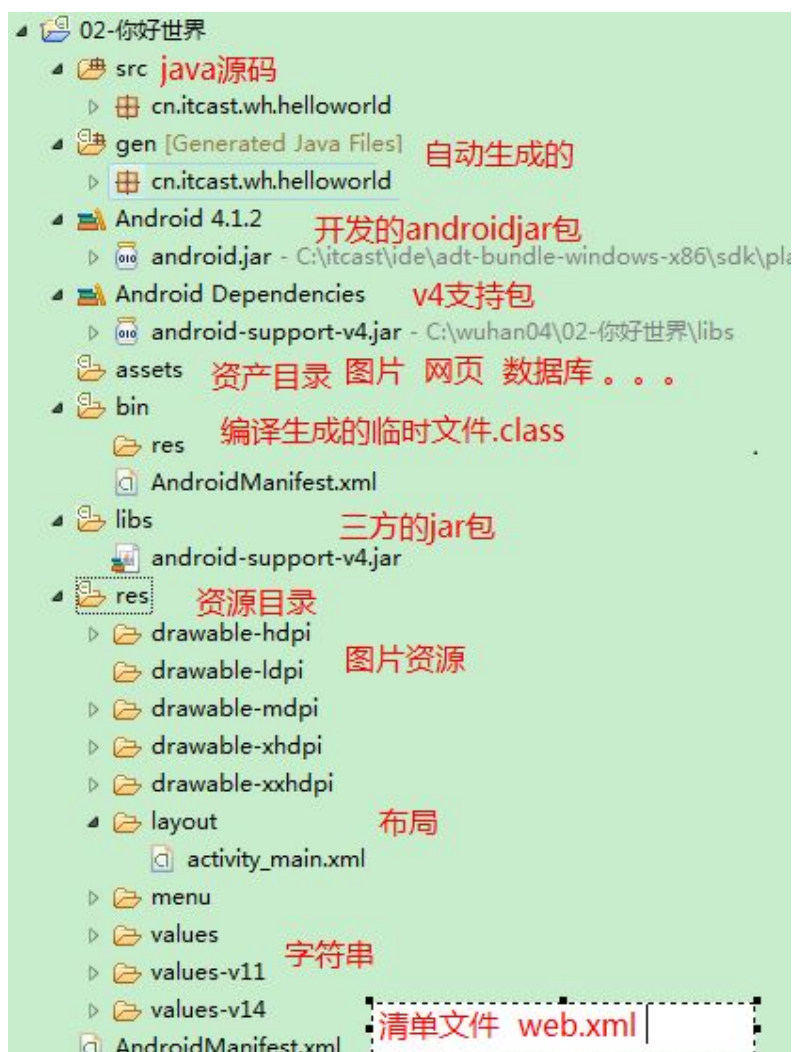 02-你好世界
src java源码
cn.itcast.wh.helloworld
gen [Generated Java Files] 自动生成的
cn.itcast.wh.helloworld
Android 4.1.2 开发的androidjar包
android.jar - C:\itcast\ide\adt-bundle-windows-x86\sdk\pla
Android Dependencies v4支持包
android-support-v4.jar - C:\wuhan04\02-你好世界\libs
assets 资产目录 图片 网页 数据库 。。。
bin
编译生成的临时文件.class
res
AndroidManifest.xml
libs 三方的jar包
android-support-v4.jar
res 资源目录
drawable-hdpi
drawable-ldpi 图片资源
drawable-mdpi
drawable-xhdpi
drawable-xxhdpi
layout 布局
activity_main.xml
menu
values
字符串
values-v11
values-v14
清单文件 web.xml
AndroidManifest.xml